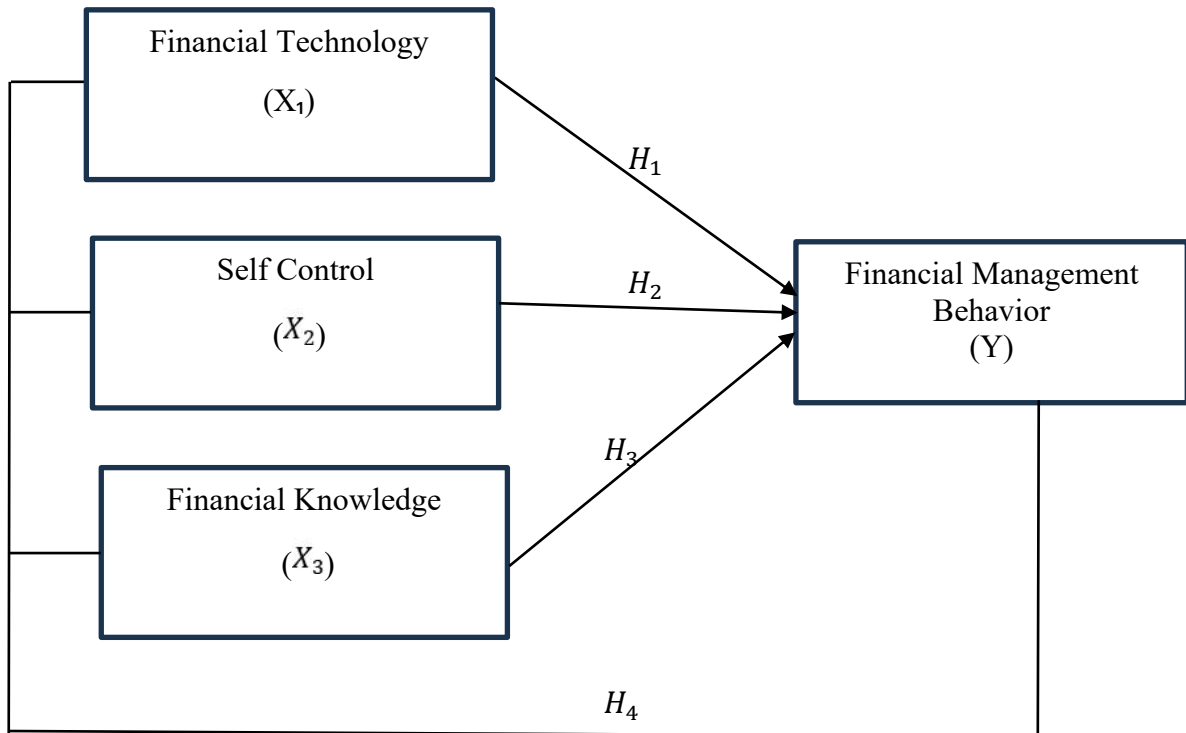 Financial Technology
(X₁)
H₁
Self Control
(X₂)
H₂
Financial Management
Behavior
(Y)
Financial Knowledge
(X₃)
H₃
H₄